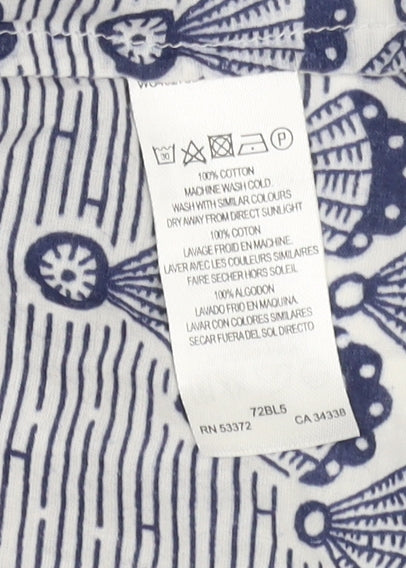 30
P
100% COTTON
MACHINE WASH COLD.
WASH WITH SIMILAR COLOURS
DRY AWAY FROM DIRECT SUNLIGHT
100% COTON
LAVAGE FROID EN MACHINE.
LAVER AVEC LES COULEURS SIMILAIRES
FAIRE SECHER HORS SOLEIL
100% ALGODON
LAVADO FRIO EN MAQUINA.
LAVAR CON COLORES SIMILARES
SECAR FUERA DEL SOL DIRECTO
72BL5
RN 53372 CA 34338